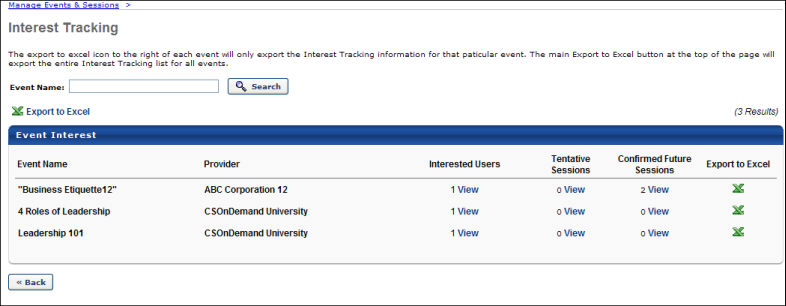 Manage Events & Sessions >
Interest Tracking
The export to excel icon to the right of each event will only export the Interest Tracking information for that paticular event. The main Export to Excel button at the top of the page will
export the entire Interest Tracking list for all events.
Event Name: Search
Export to Excel (3 Results)
Event Interest
Event Name Provider Interested Users Tentative Sessions Confirmed Future Sessions Export to Excel
"Business Etiquette12" ABC Corporation 12 1 View 0 View 2 View
4 Roles of Leadership CSOnDemand University 1 View 0 View 0 View
Leadership 101 CSOnDemand University 1 View 0 View 0 View
« Back